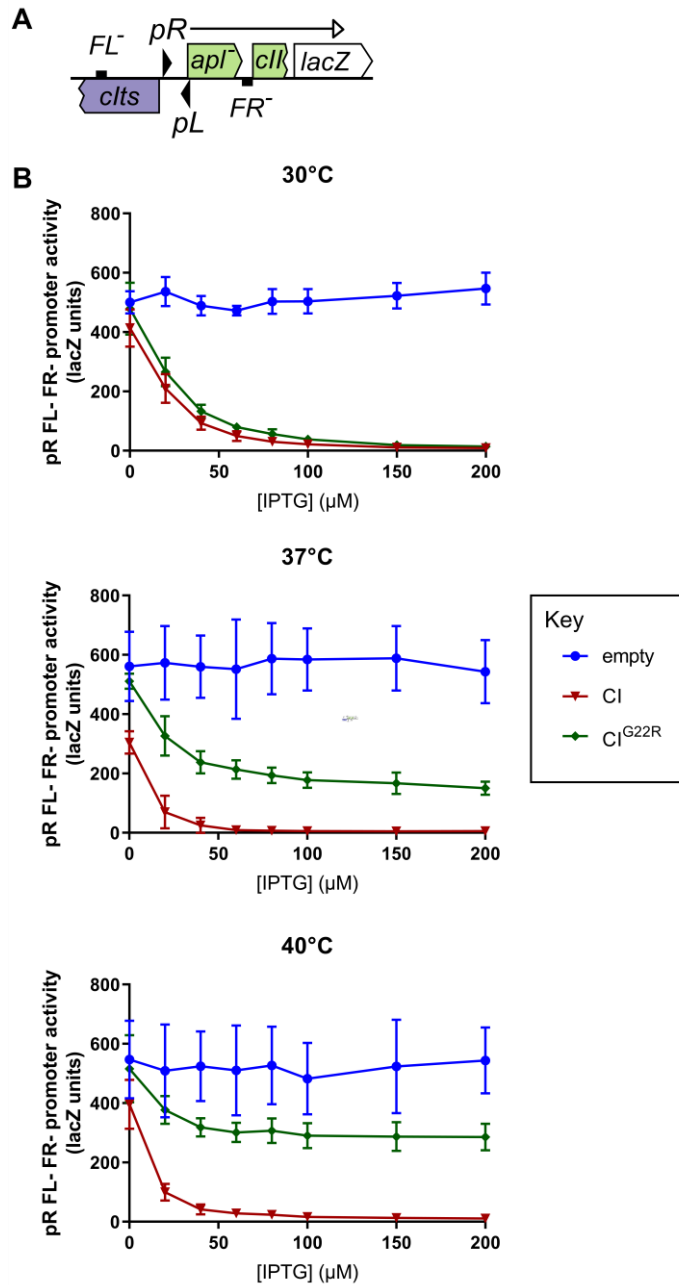 A
FL⁻
pR
apl⁻
cII
lacZ
cIts
pL
FR⁻
B
30°C
pR FL- FR- promoter activity
(lacZ units)
800
600
400
200
0
0 50 100 150 200
[IPTG] (µM)
37°C
pR FL- FR- promoter activity
(lacZ units)
800
600
400
200
0
0 50 100 150 200
[IPTG] (µM)
Key
empty
CI
CI^G22R
40°C
pR FL- FR- promoter activity
(lacZ units)
800
600
400
200
0
0 50 100 150 200
[IPTG] (µM)